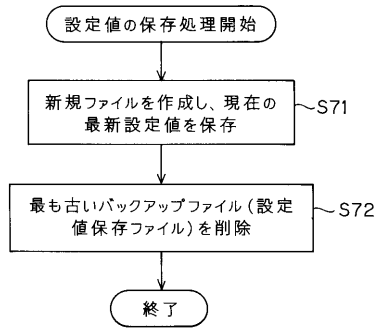 設定値の保存処理開始
新規ファイルを作成し、現在の
最新設定値を保存
S71
最も古いバックアップファイル(設定
値保存ファイル)を削除
S72
終了